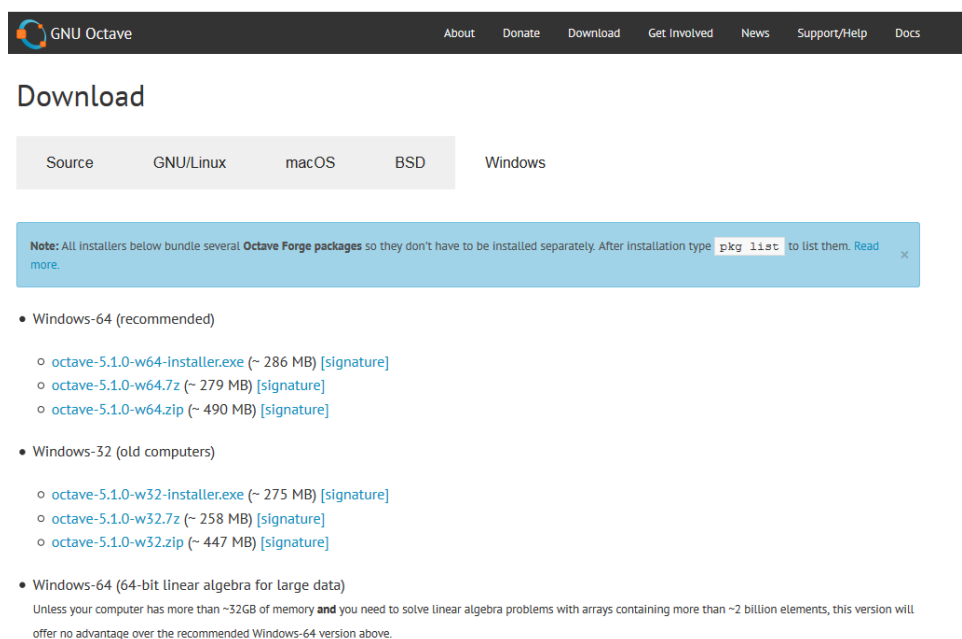 GNU Octave About Donate Download Get Involved News Support/Help Docs
Download
Source GNU/Linux macOS BSD Windows
Note: All installers below bundle several Octave Forge packages so they don't have to be installed separately. After installation type pkg list to list them. Read
more.
×
• Windows-64 (recommended)
octave-5.1.0-w64-installer.exe (~ 286 MB) [signature]
octave-5.1.0-w64.7z (~ 279 MB) [signature]
octave-5.1.0-w64.zip (~ 490 MB) [signature]
• Windows-32 (old computers)
octave-5.1.0-w32-installer.exe (~ 275 MB) [signature]
octave-5.1.0-w32.7z (~ 258 MB) [signature]
octave-5.1.0-w32.zip (~ 447 MB) [signature]
• Windows-64 (64-bit linear algebra for large data)
Unless your computer has more than ~32GB of memory and you need to solve linear algebra problems with arrays containing more than ~2 billion elements, this version will
offer no advantage over the recommended Windows-64 version above.